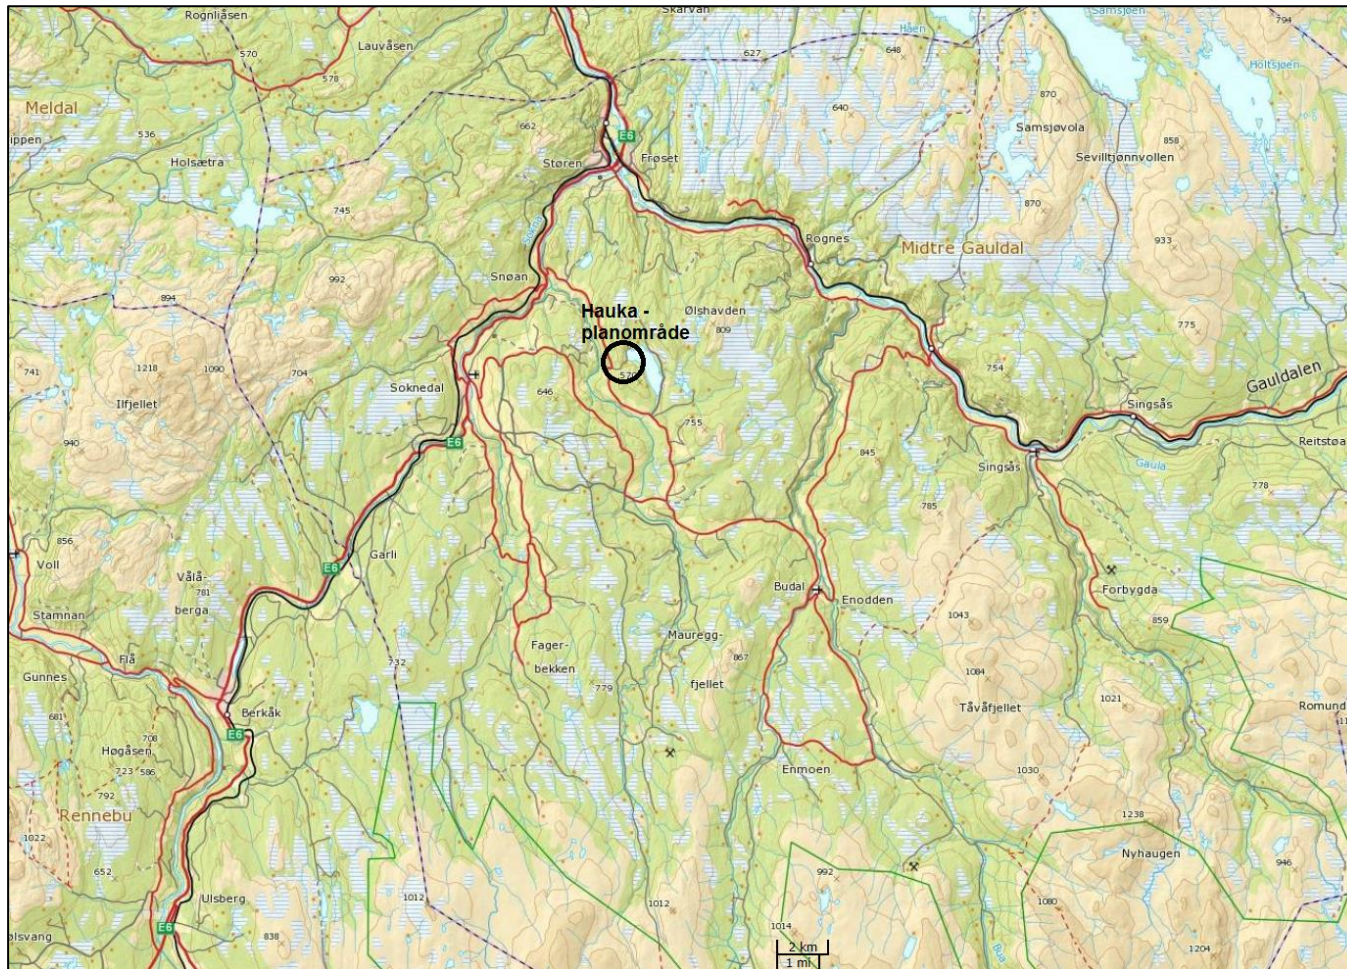 Rognliåsen
Skarvan
Samsjøen
794
570
Lauvåsen
578
627
Håen
648
Holtsjøen
Meldal
536
Holsætra
662
E6
640
870
Samsjøvola
858
Sevilltjønnvollen
Støren
Frøset
745
870
992
894
Snøan
Rognes
Midtre Gauldal
933
Hauka -
planområde
Ølshavden
809
775
741
1218
1090
704
Ilfjellet
Soknedal
570
646
754
Gauldalen
Singsås
940
E6
755
845
Singsås
Reitstøa
Gaula
778
785
856
Voll
Garli
E6
Vålå-
781
berga
Stamnan
Budal
Enodden
Forbygda
1043
859
Flå
Gunnes
732
Fager-
bekken
Mauregg-
867
fjellet
779
1084
Tåvåfjellet
1021
Romund
681
Berkåk
E6
708
Høgåsen
723
586
792
Enmoen
1030
Rennebu
1022
1238
Nyhaugen
946
652
Ulsberg
1012
1012
992
1080
E6
838
1014
Bua
1204
ølsvang
2 km
1 mi